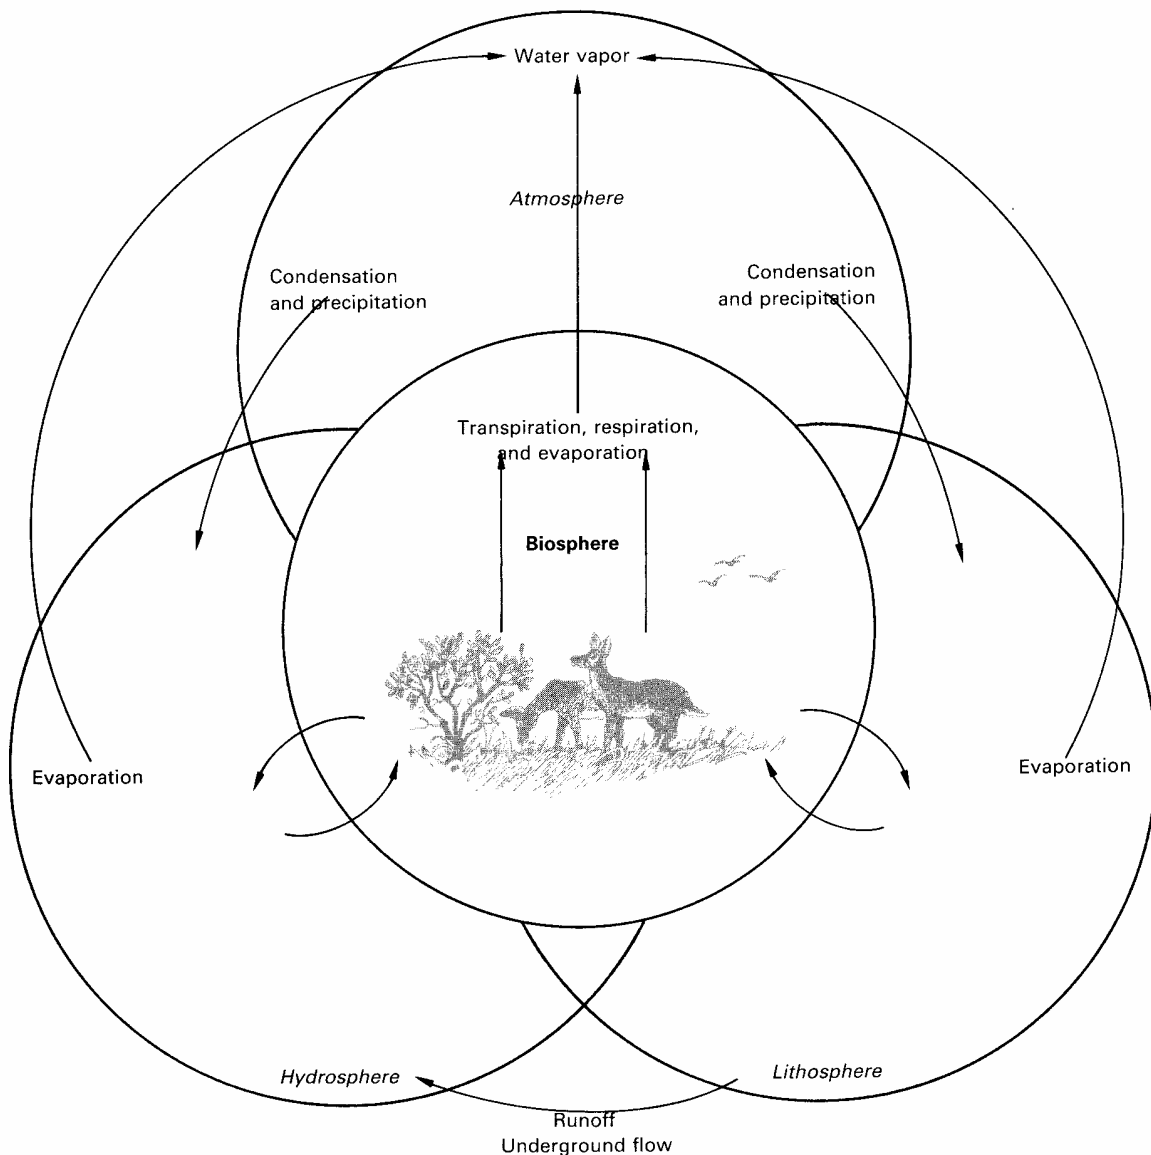 Water vapor
Atmosphere
Condensation
and precipitation
Condensation
and precipitation
Transpiration, respiration,
and evaporation
Biosphere
Evaporation
Evaporation
Hydrosphere
Lithosphere
Runoff
Underground flow